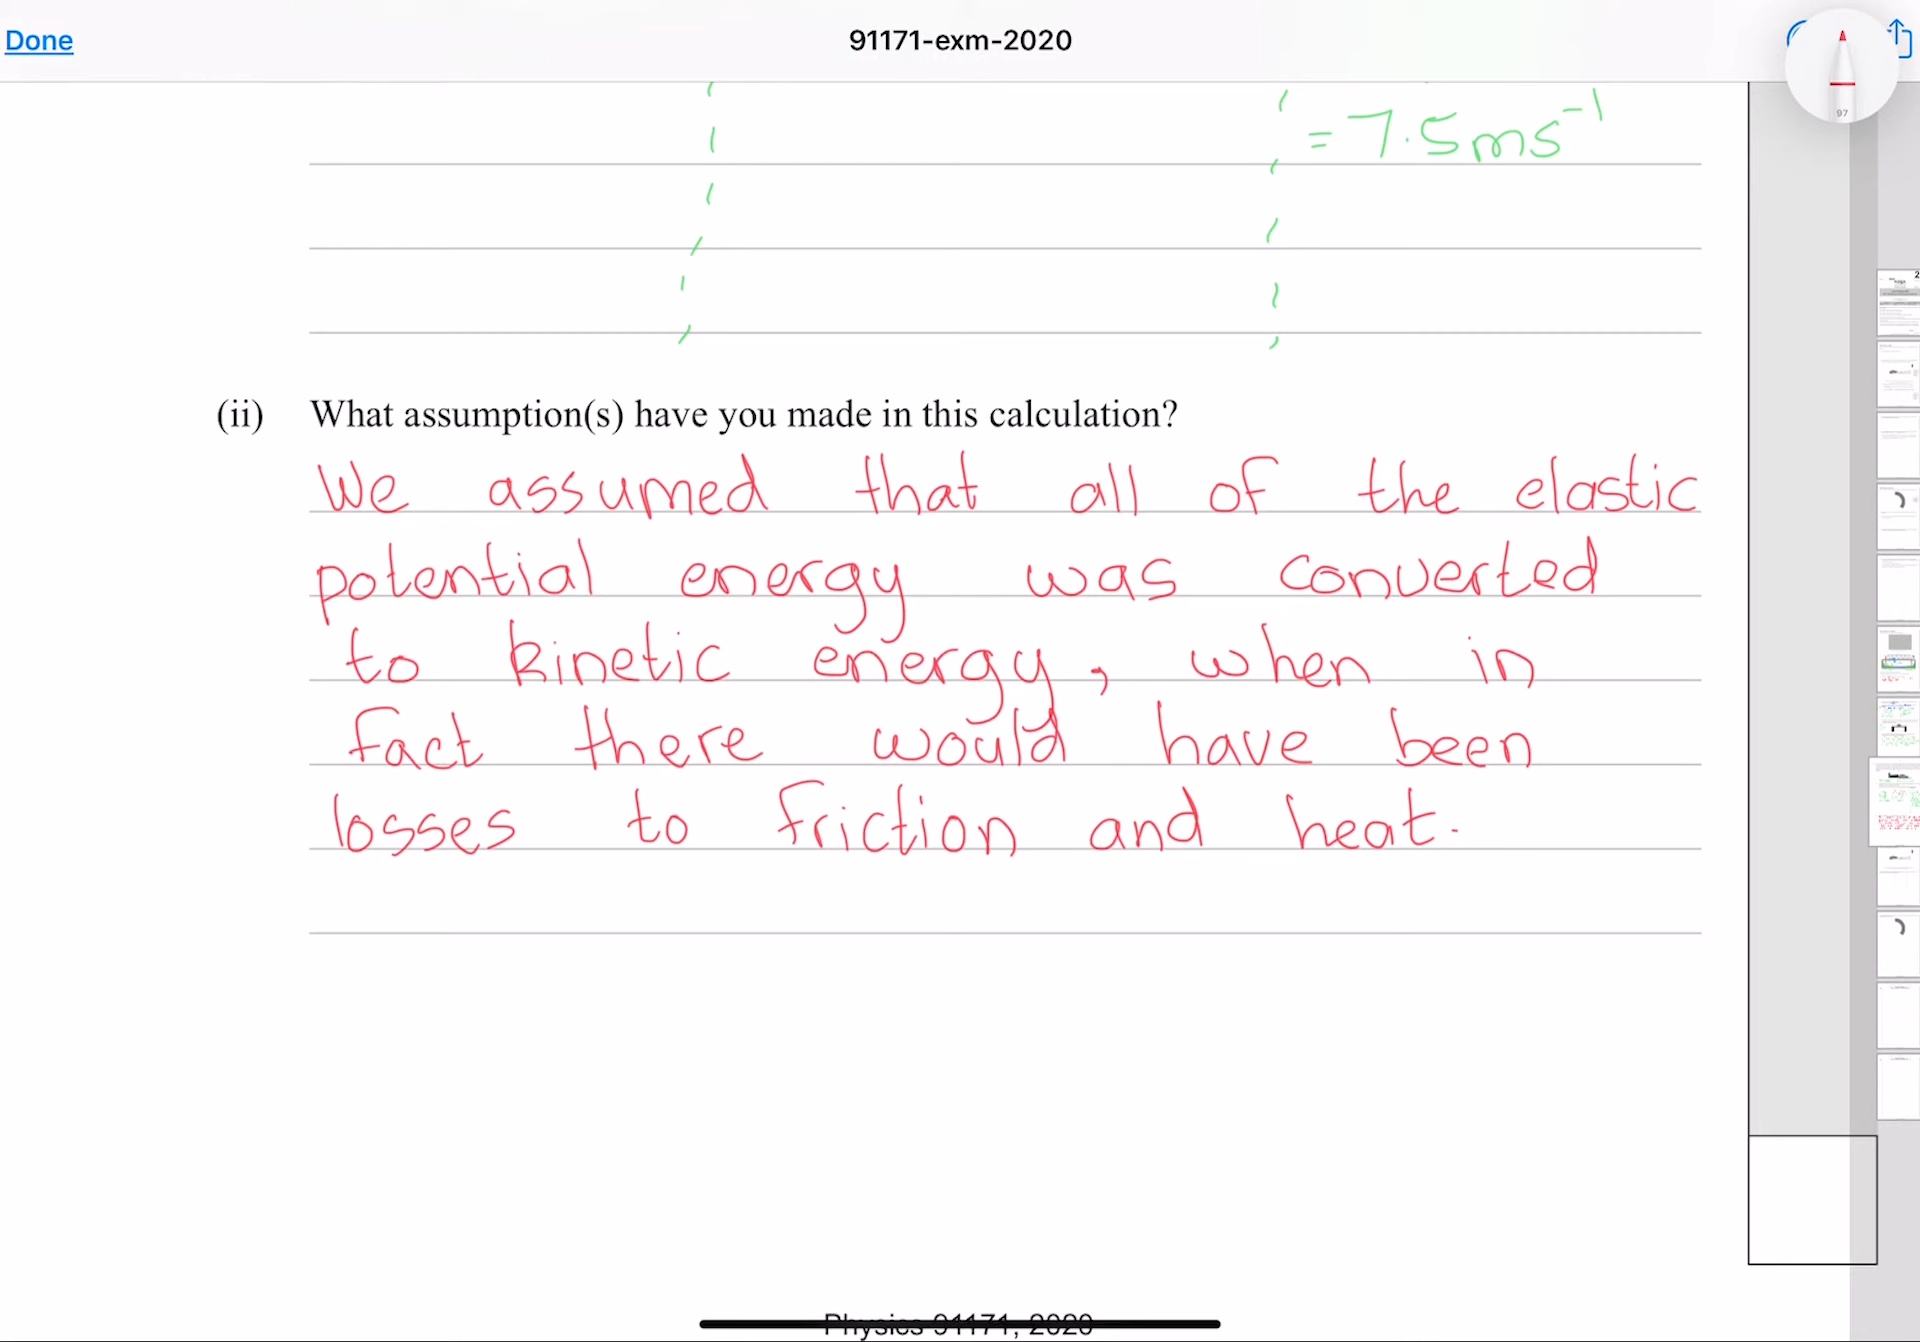 Done
91171-exm-2020
97
= 7.5ms⁻¹
(ii) What assumption(s) have you made in this calculation?
We assumed that all of the elastic
potential energy was converted
to kinetic energy, when in
fact there would have been
losses to friction and heat.
Physics 91171, 2020